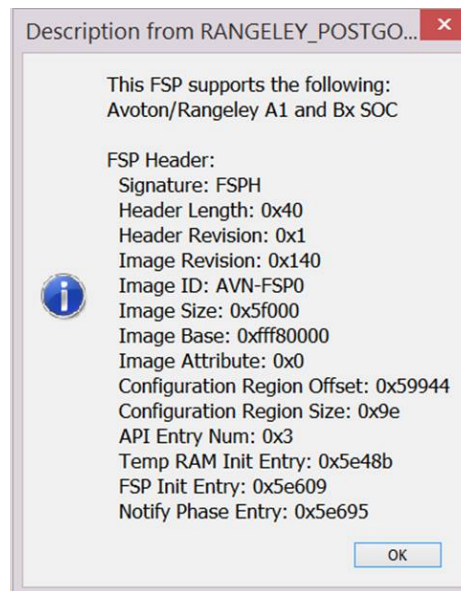 Description from RANGELEY_POSTGO...
This FSP supports the following:
Avoton/Rangeley A1 and Bx SOC
FSP Header:
Signature: FSPH
Header Length: 0x40
Header Revision: 0x1
Image Revision: 0x140
Image ID: AVN-FSP0
Image Size: 0x5f000
Image Base: 0xfff80000
Image Attribute: 0x0
Configuration Region Offset: 0x59944
Configuration Region Size: 0x9e
API Entry Num: 0x3
Temp RAM Init Entry: 0x5e48b
FSP Init Entry: 0x5e609
Notify Phase Entry: 0x5e695
OK